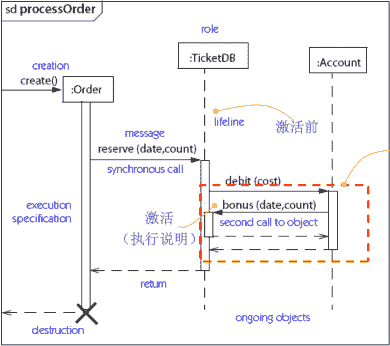 sd processOrder
role
creation
create()
:Order
:TicketDB
:Account
message
lifeline
激活前
reserve (date,count)
synchronous call
debit (cost)
execution
specification
激活
(执行说明)
bonus (date,count)
second call to object
return
destruction
ongoing objects